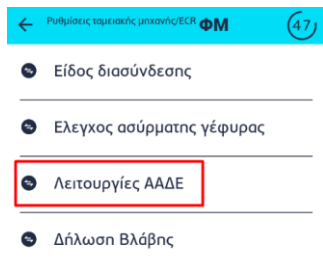 Ρυθμίσεις ταμειακής μηχανής/ECR ΦΜ 47
Είδος διασύνδεσης
Ελεγχος ασύρματης γέφυρας
Λειτουργίες ΑΑΔΕ
Δήλωση Βλάβης